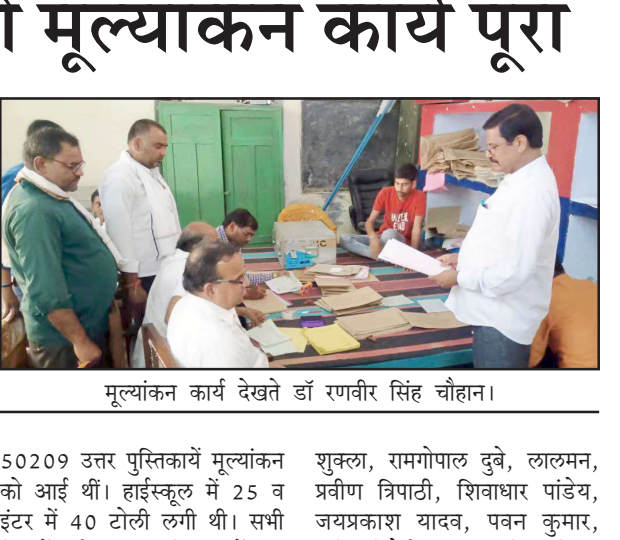 मूल्याकन कार्य पूरा
मूल्यांकन कार्य देखते डॉ रणवीर सिंह चौहान।
50209 उत्तर पुस्तिकायें मूल्यांकन
को आई थीं। हाईस्कूल में 25 व
इंटर में 40 टोली लगी थी। सभी
शुक्ला, रामगोपाल दुबे, लालमन,
प्रवीण त्रिपाठी, शिवाधार पांडेय,
जयप्रकाश यादव, पवन कुमार,